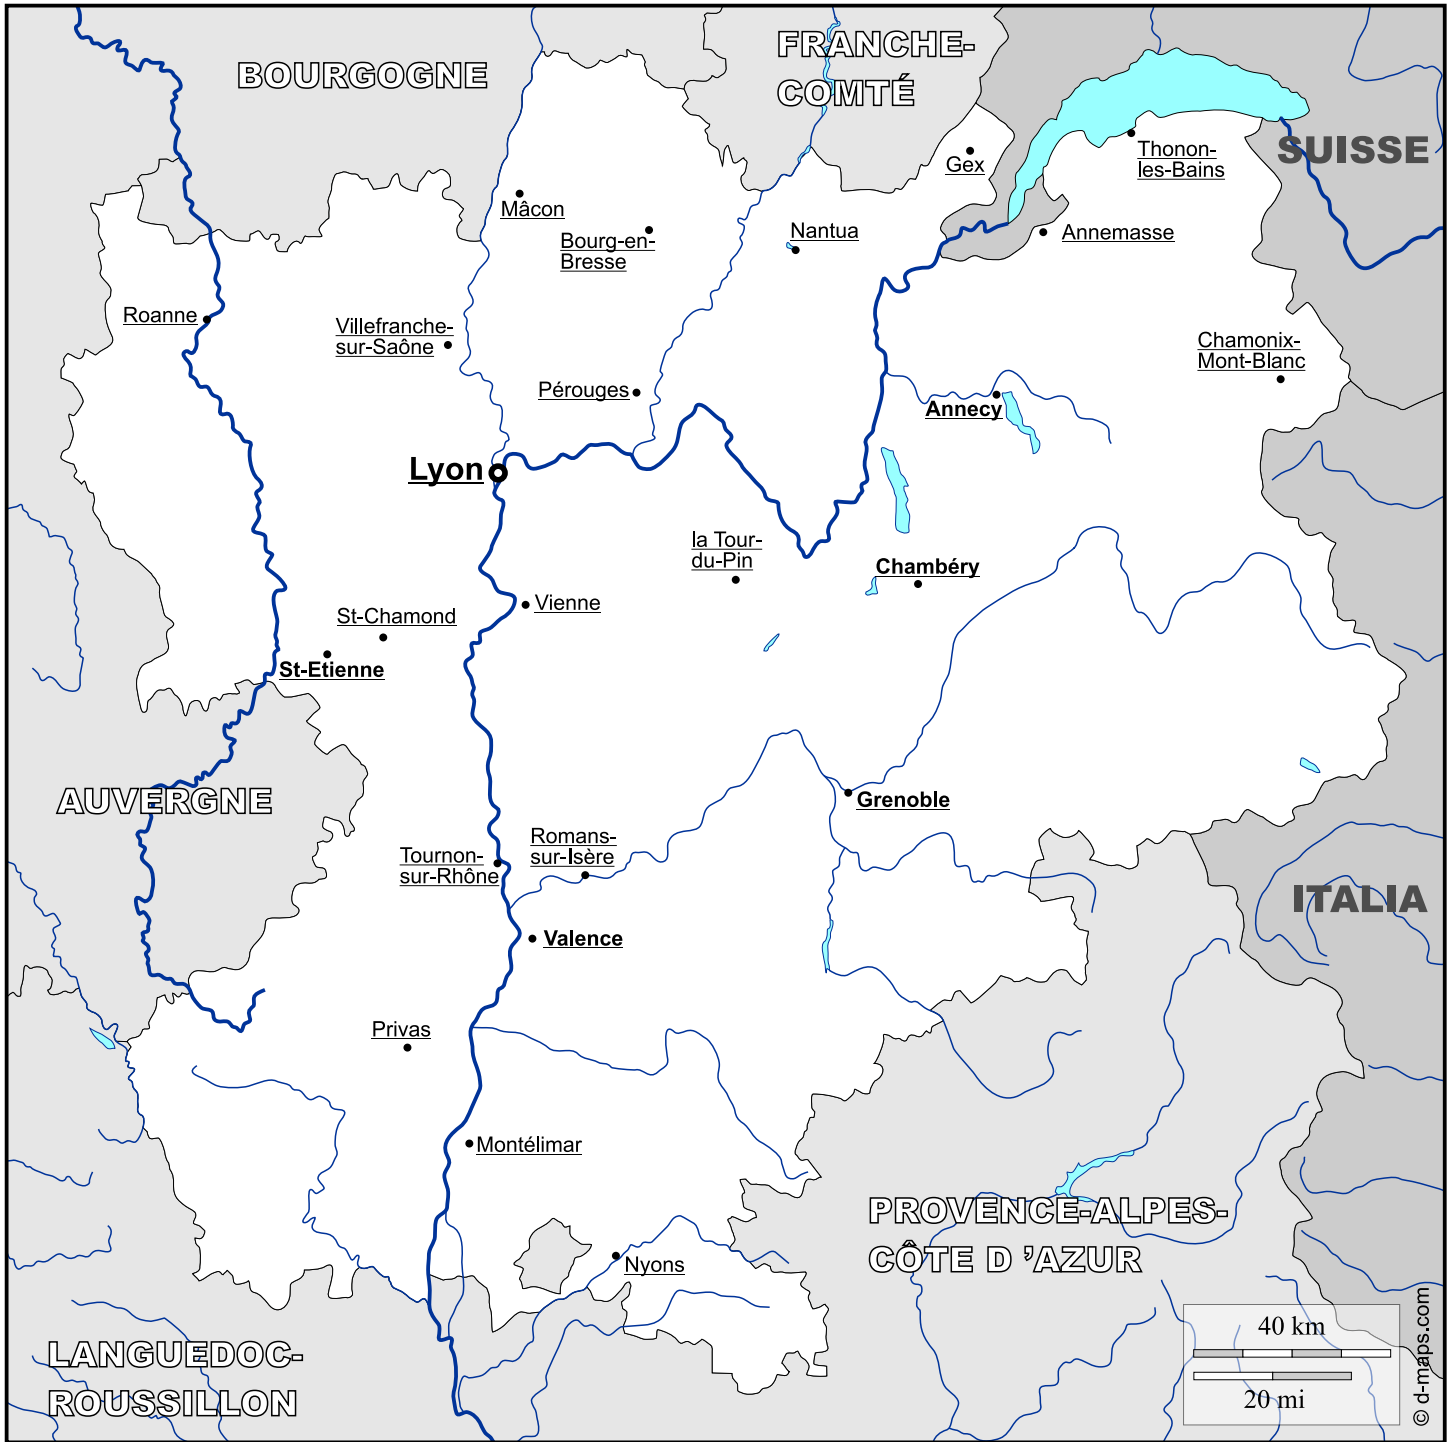 BOURGOGNE
FRANCHE-
COMTÉ
SUISSE
Thonon-
les-Bains
Gex
Mâcon
Bourg-en-
Bresse
Nantua
Annemasse
Roanne
Villefranche-
sur-Saône
Chamonix-
Mont-Blanc
Pérouges
Annecy
Lyon
la Tour-
du-Pin
Chambéry
Vienne
St-Chamond
St-Etienne
AUVERGNE
Grenoble
Romans-
sur-Isère
Tournon-
sur-Rhône
ITALIA
Valence
Privas
Montélimar
PROVENCE-ALPES-
CÔTE D ’AZUR
Nyons
LANGUEDOC-
ROUSSILLON
40 km
20 mi
© d-maps.com